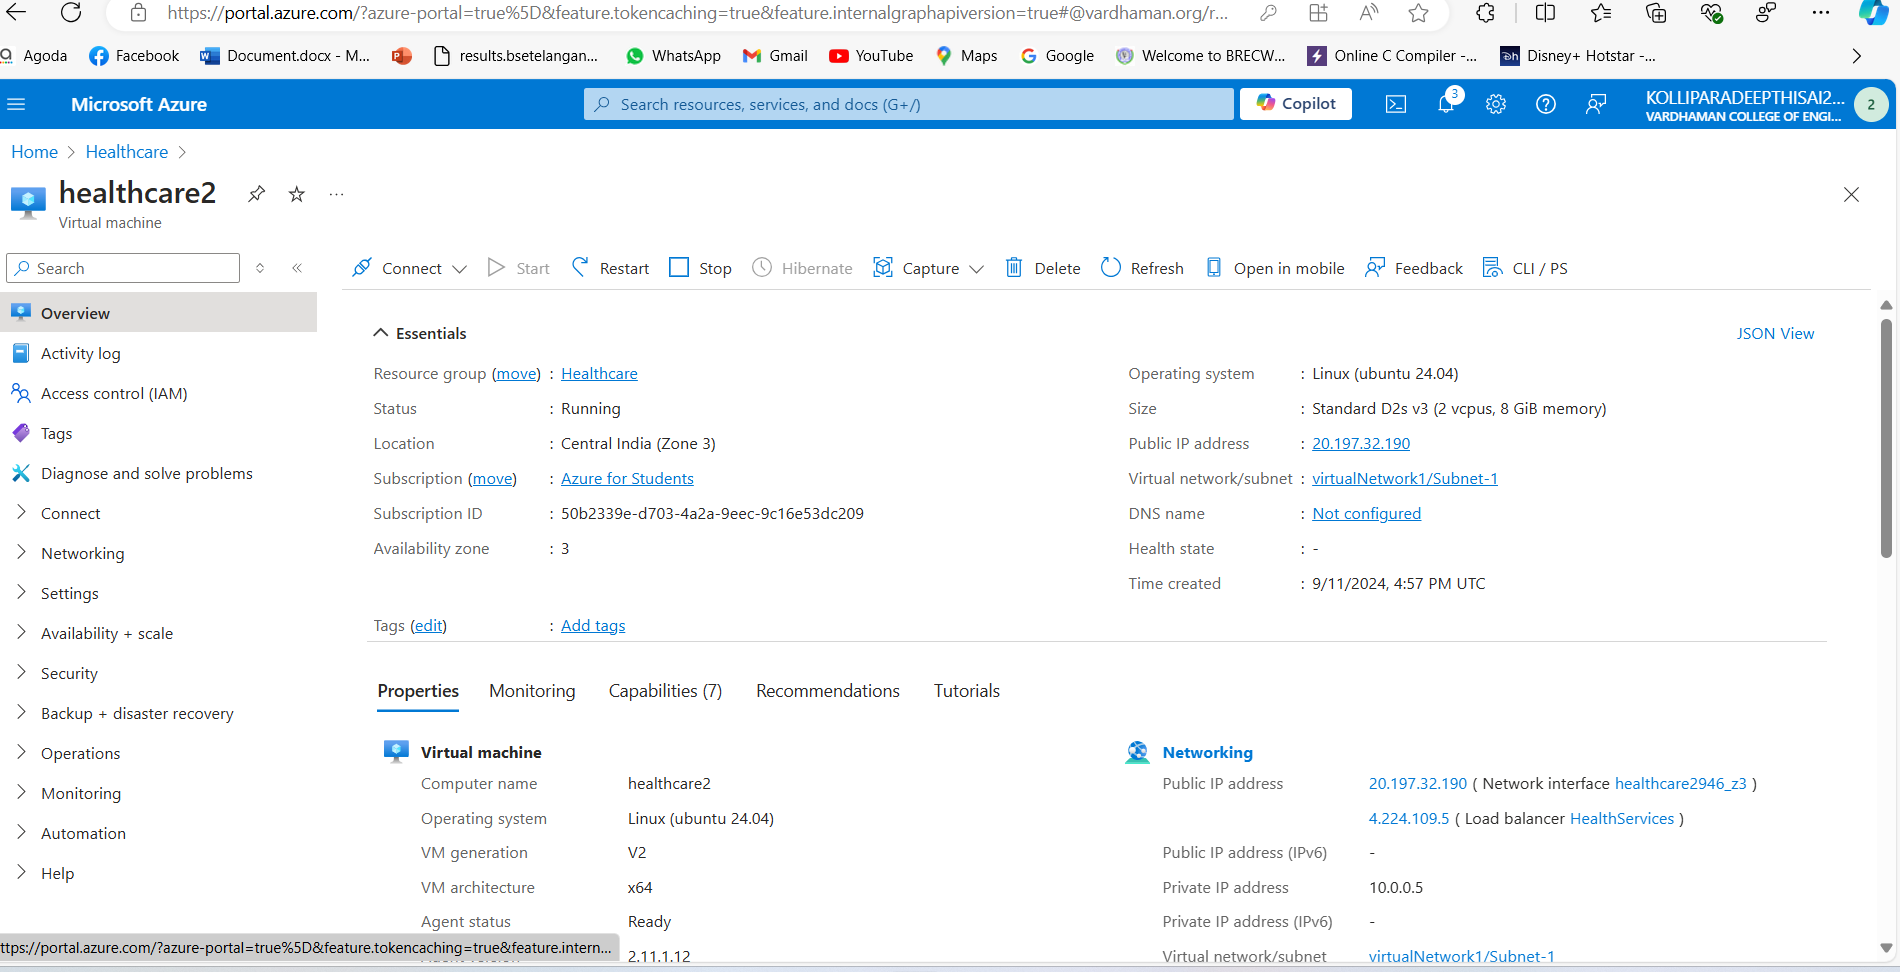 https://portal.azure.com/?azure-portal=true%5D&feature.tokencaching=true&feature.internalgraphapiversion=true#@vardhaman.org/r...
Agoda Facebook Document.docx - M... results.bsetelangan... WhatsApp Gmail YouTube Maps Google Welcome to BRECW... Online C Compiler -... Disney+ Hotstar -...
Microsoft Azure
Search resources, services, and docs (G+/)
Copilot
3
KOLLIPARADEEPTHISAI2...
VARDHAMAN COLLEGE OF ENGI...
2
Home > Healthcare >
healthcare2
Virtual machine
Search
Connect Start Restart Stop Hibernate Capture Delete Refresh Open in mobile Feedback CLI / PS
Overview
Activity log
Access control (IAM)
Tags
Diagnose and solve problems
Connect
Networking
Settings
Availability + scale
Security
Backup + disaster recovery
Operations
Monitoring
Automation
Help
Essentials
JSON View
Resource group (move) : Healthcare
Status : Running
Location : Central India (Zone 3)
Subscription (move) : Azure for Students
Subscription ID : 50b2339e-d703-4a2a-9eec-9c16e53dc209
Availability zone : 3
Operating system : Linux (ubuntu 24.04)
Size : Standard D2s v3 (2 vcpus, 8 GiB memory)
Public IP address : 20.197.32.190
Virtual network/subnet : virtualNetwork1/Subnet-1
DNS name : Not configured
Health state : -
Time created : 9/11/2024, 4:57 PM UTC
Tags (edit) : Add tags
Properties Monitoring Capabilities (7) Recommendations Tutorials
Virtual machine
Computer name healthcare2
Operating system Linux (ubuntu 24.04)
VM generation V2
VM architecture x64
Agent status Ready
2.11.1.12
Networking
Public IP address 20.197.32.190 ( Network interface healthcare2946_z3 )
4.224.109.5 ( Load balancer HealthServices )
Public IP address (IPv6) -
Private IP address 10.0.0.5
Private IP address (IPv6) -
Virtual network/subnet virtualNetwork1/Subnet-1
ttps://portal.azure.com/?azure-portal=true%5D&feature.tokencaching=true&feature.intern...